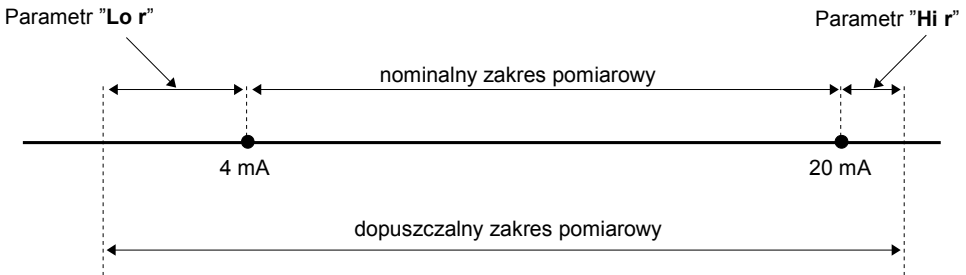 Parametr ”Lo r”
Parametr ”Hi r”
nominalny zakres pomiarowy
4 mA
20 mA
dopuszczalny zakres pomiarowy